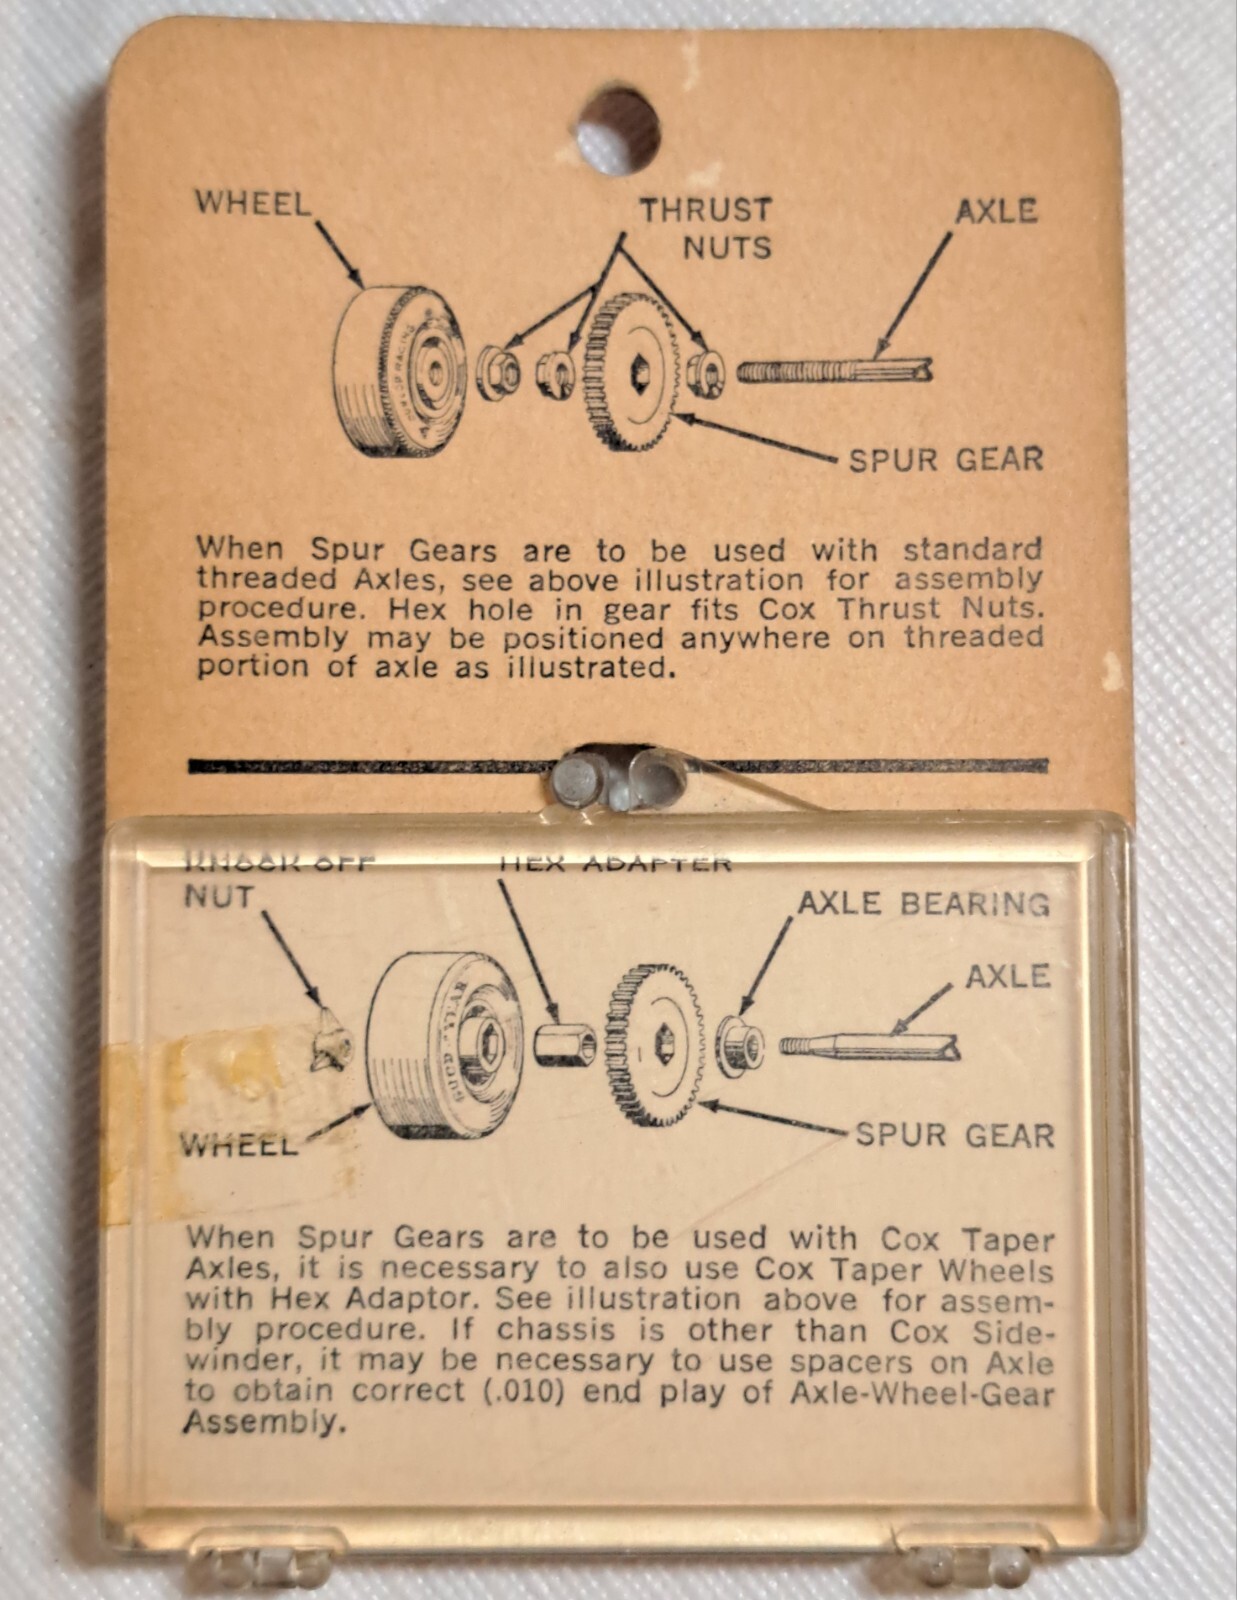 WHEEL
THRUST
NUTS
AXLE
SPUR GEAR
When Spur Gears are to be used with standard
threaded Axles, see above illustration for assembly
procedure. Hex hole in gear fits Cox Thrust Nuts.
Assembly may be positioned anywhere on threaded
portion of axle as illustrated.
KNOCK-OFF
NUT
HEX ADAPTER
AXLE BEARING
AXLE
WHEEL
SPUR GEAR
When Spur Gears are to be used with Cox Taper
Axles, it is necessary to also use Cox Taper Wheels
with Hex Adaptor. See illustration above for assem-
bly procedure. If chassis is other than Cox Side-
winder, it may be necessary to use spacers on Axle
to obtain correct (.010) end play of Axle-Wheel-Gear
Assembly.